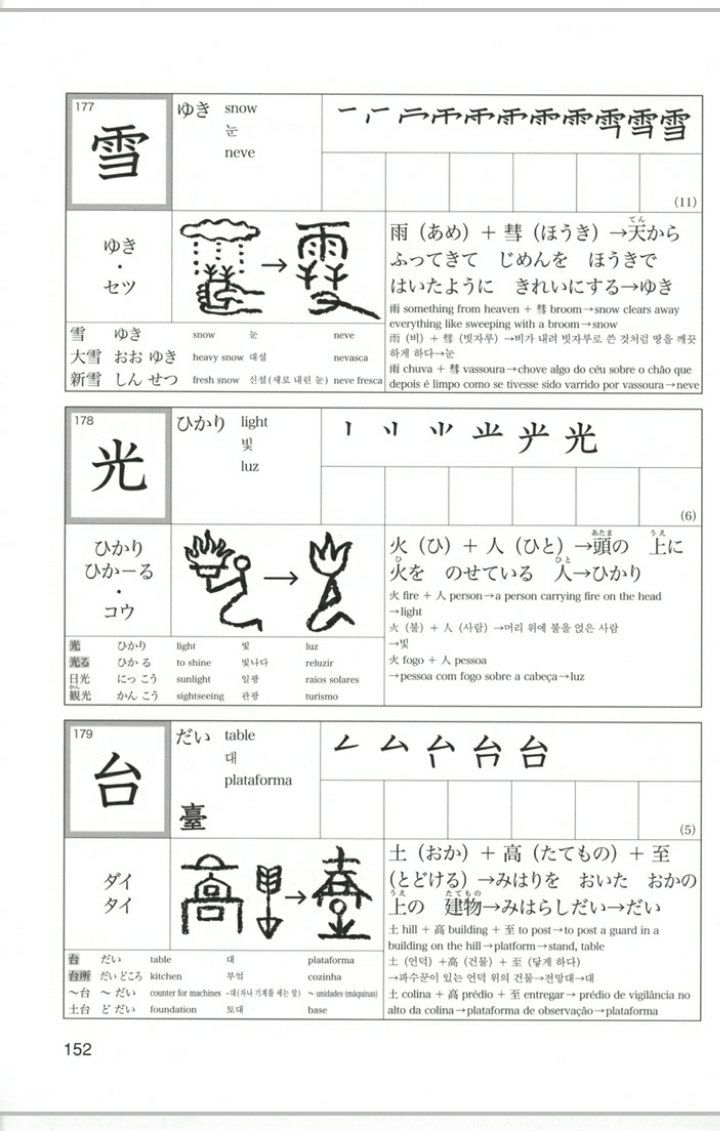 177
雪
ゆき snow
눈
neve
(11)
ゆき
・
セツ
雨（あめ）＋彗（ほうき）→天から
てん
ふってきて じめんを ほうきで
はいたように きれいにする→ゆき
雨 something from heaven + 彗 broom→snow clears away
everything like sweeping with a broom→snow
雨 (비) + 彗 (빗자루) →비가 내려 빗자루로 쓴 것처럼 땅을 깨끗
하게 하다→눈
雨 chuva + 彗 vassoura→chove algo do céu sobre o chão que
depois é limpo como se tivesse sido varrido por vassoura→neve
雪 ゆき snow 눈 neve
大雪 おお ゆき heavy snow 대설 nevasca
新雪 しん せつ fresh snow 신설(새로 내린 눈) neve fresca
178
光
ひかり light
빛
luz
(6)
ひかり
ひかーる
・
コウ
火（ひ）＋人（ひと）→頭の 上に
あたま うえ
火を のせている 人→ひかり
ひ ひと
火 fire + 人 person→a person carrying fire on the head
→light
火 (불) + 人 (사람) →머리 위에 불을 얹은 사람
→빛
火 fogo + 人 pessoa
→pessoa com fogo sobre a cabeça→luz
光 ひかり light 빛 luz
光る ひか る to shine 빛나다 reluzir
日光 にっ こう sunlight 일광 raios solares
観光 かん こう sightseeing 관광 turismo
かん
179
台
だい table
대
plataforma
臺
(5)
ダイ
タイ
土（おか）＋高（たてもの）＋至
（とどける）→みはりを おいた おかの
上の 建物→みはらしだい→だい
うえ たてもの
土 hill + 高 building + 至 to post→to post a guard in a
building on the hill→platform→stand, table
土 (언덕) +高 (건물) + 至 (닿게 하다)
→파수꾼이 있는 언덕 위의 건물→전망대→대
土 colina + 高 prédio + 至 entregar→ prédio de vigilância no
alto da colina→plataforma de observação→plataforma
台 だい table 대 plataforma
台所 だい どころ kitchen 부엌 cozinha
～台 ～ だい counter for machines ~대(차나 기계를 세는 말) ~ unidades (máquinas)
土台 ど だい foundation 토대 base
152